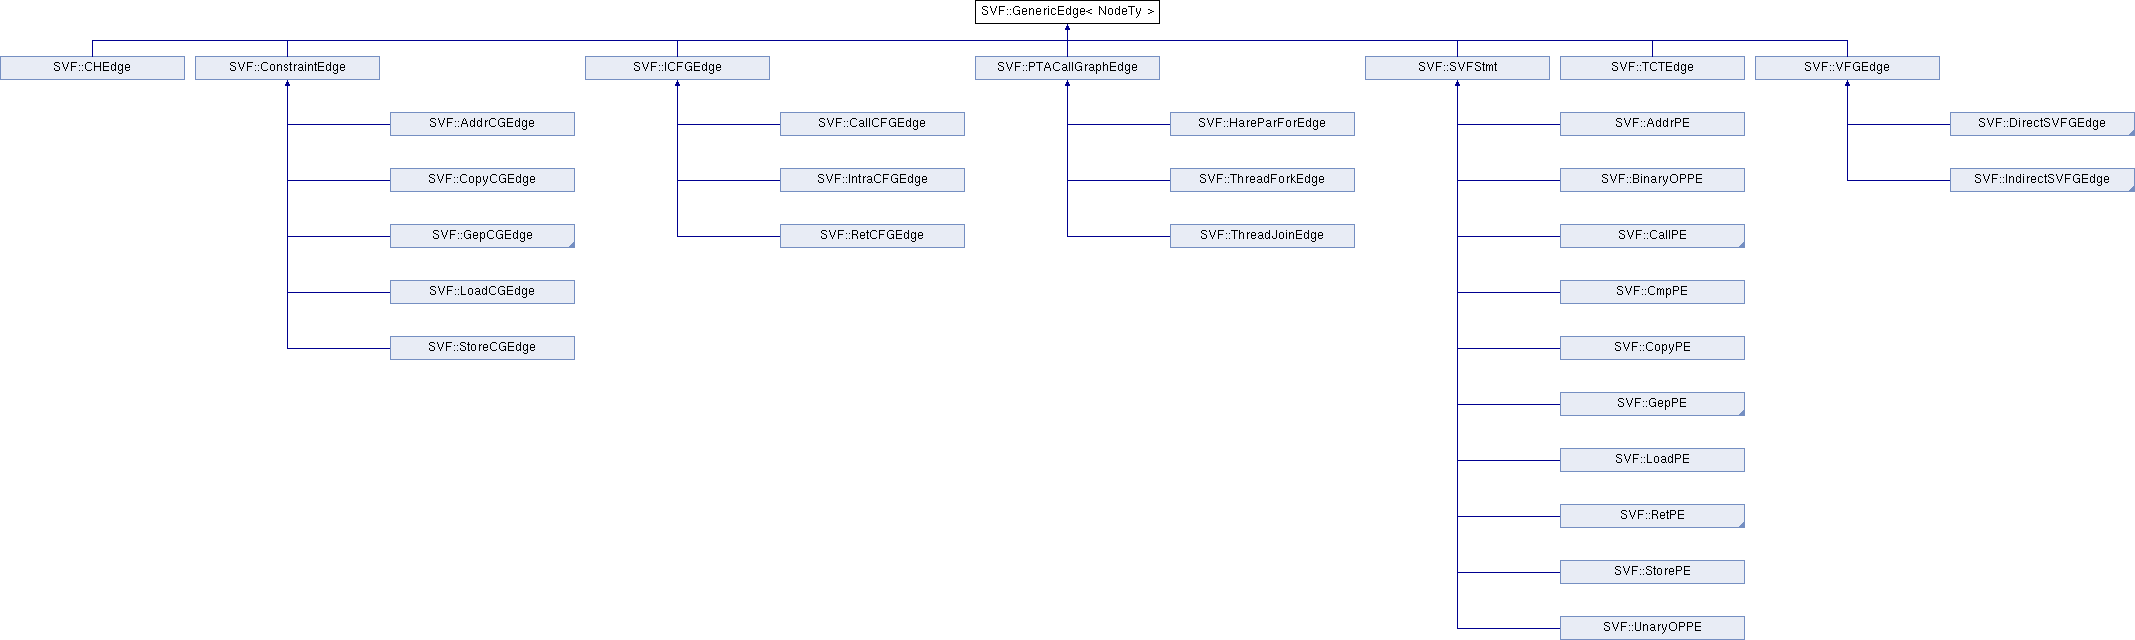 SVF::GenericEdge< NodeTy >
SVF::CHEdge
SVF::ConstraintEdge
SVF::ICFGEdge
SVF::PTACallGraphEdge
SVF::SVFStmt
SVF::TCTEdge
SVF::VFGEdge
SVF::AddrCGEdge
SVF::CallCFGEdge
SVF::HareParForEdge
SVF::AddrPE
SVF::DirectSVFGEdge
SVF::CopyCGEdge
SVF::IntraCFGEdge
SVF::ThreadForkEdge
SVF::BinaryOPPE
SVF::IndirectSVFGEdge
SVF::GepCGEdge
SVF::RetCFGEdge
SVF::ThreadJoinEdge
SVF::CallPE
SVF::LoadCGEdge
SVF::CmpPE
SVF::StoreCGEdge
SVF::CopyPE
SVF::GepPE
SVF::LoadPE
SVF::RetPE
SVF::StorePE
SVF::UnaryOPPE